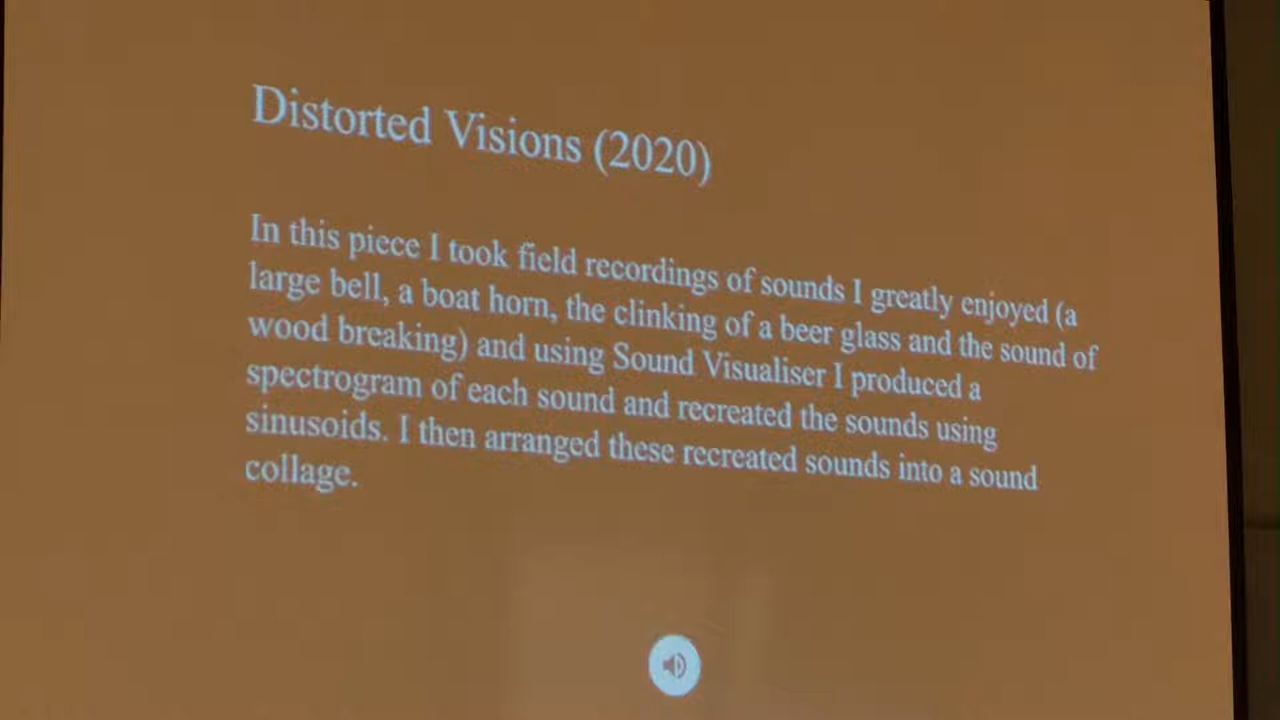 Distorted Visions (2020)
In this piece I took field recordings of sounds I greatly enjoyed (a
large bell, a boat horn, the clinking of a beer glass and the sound of
wood breaking) and using Sound Visualiser I produced a
spectrogram of each sound and recreated the sounds using
sinusoids. I then arranged these recreated sounds into a sound
collage.